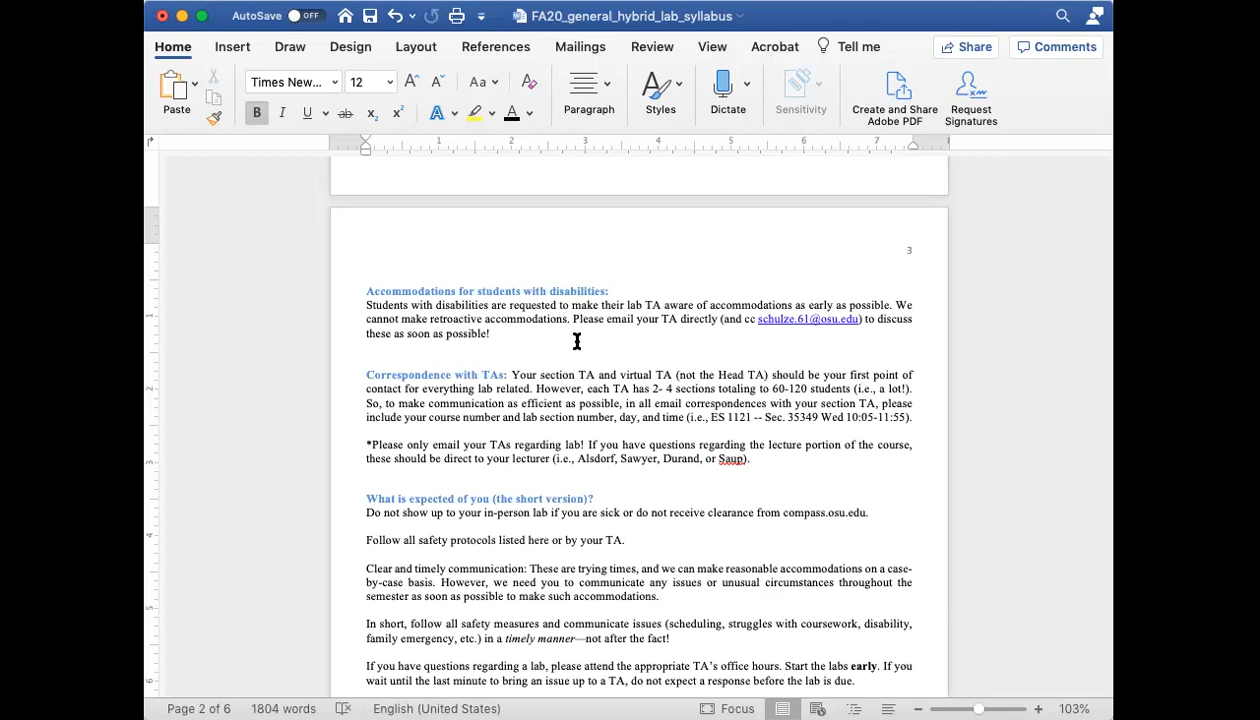 AutoSave OFF FA20_general_hybrid_lab_syllabus
Home Insert Draw Design Layout References Mailings Review View Acrobat Tell me Share Comments
Times New... 12 Aa
Paste Paragraph Styles Dictate Sensitivity Create and Share Adobe PDF Request Signatures
B I U ab x₂ x² A A
1 2 3 4 5 6 7
3
Accommodations for students with disabilities:
Students with disabilities are requested to make their lab TA aware of accommodations as early as possible. We
cannot make retroactive accommodations. Please email your TA directly (and cc schulze.61@osu.edu) to discuss
these as soon as possible!
Correspondence with TAs: Your section TA and virtual TA (not the Head TA) should be your first point of
contact for everything lab related. However, each TA has 2- 4 sections totaling to 60-120 students (i.e., a lot!).
So, to make communication as efficient as possible, in all email correspondences with your section TA, please
include your course number and lab section number, day, and time (i.e., ES 1121 -- Sec. 35349 Wed 10:05-11:55).
*Please only email your TAs regarding lab! If you have questions regarding the lecture portion of the course,
these should be direct to your lecturer (i.e., Alsdorf, Sawyer, Durand, or Saup).
What is expected of you (the short version)?
Do not show up to your in-person lab if you are sick or do not receive clearance from compass.osu.edu.
Follow all safety protocols listed here or by your TA.
Clear and timely communication: These are trying times, and we can make reasonable accommodations on a case-
by-case basis. However, we need you to communicate any issues or unusual circumstances throughout the
semester as soon as possible to make such accommodations.
In short, follow all safety measures and communicate issues (scheduling, struggles with coursework, disability,
family emergency, etc.) in a timely manner—not after the fact!
If you have questions regarding a lab, please attend the appropriate TA's office hours. Start the labs early. If you
wait until the last minute to bring an issue up to a TA, do not expect a response before the lab is due.
1
2
3
4
5
6
Page 2 of 6 1804 words English (United States) Focus 103%